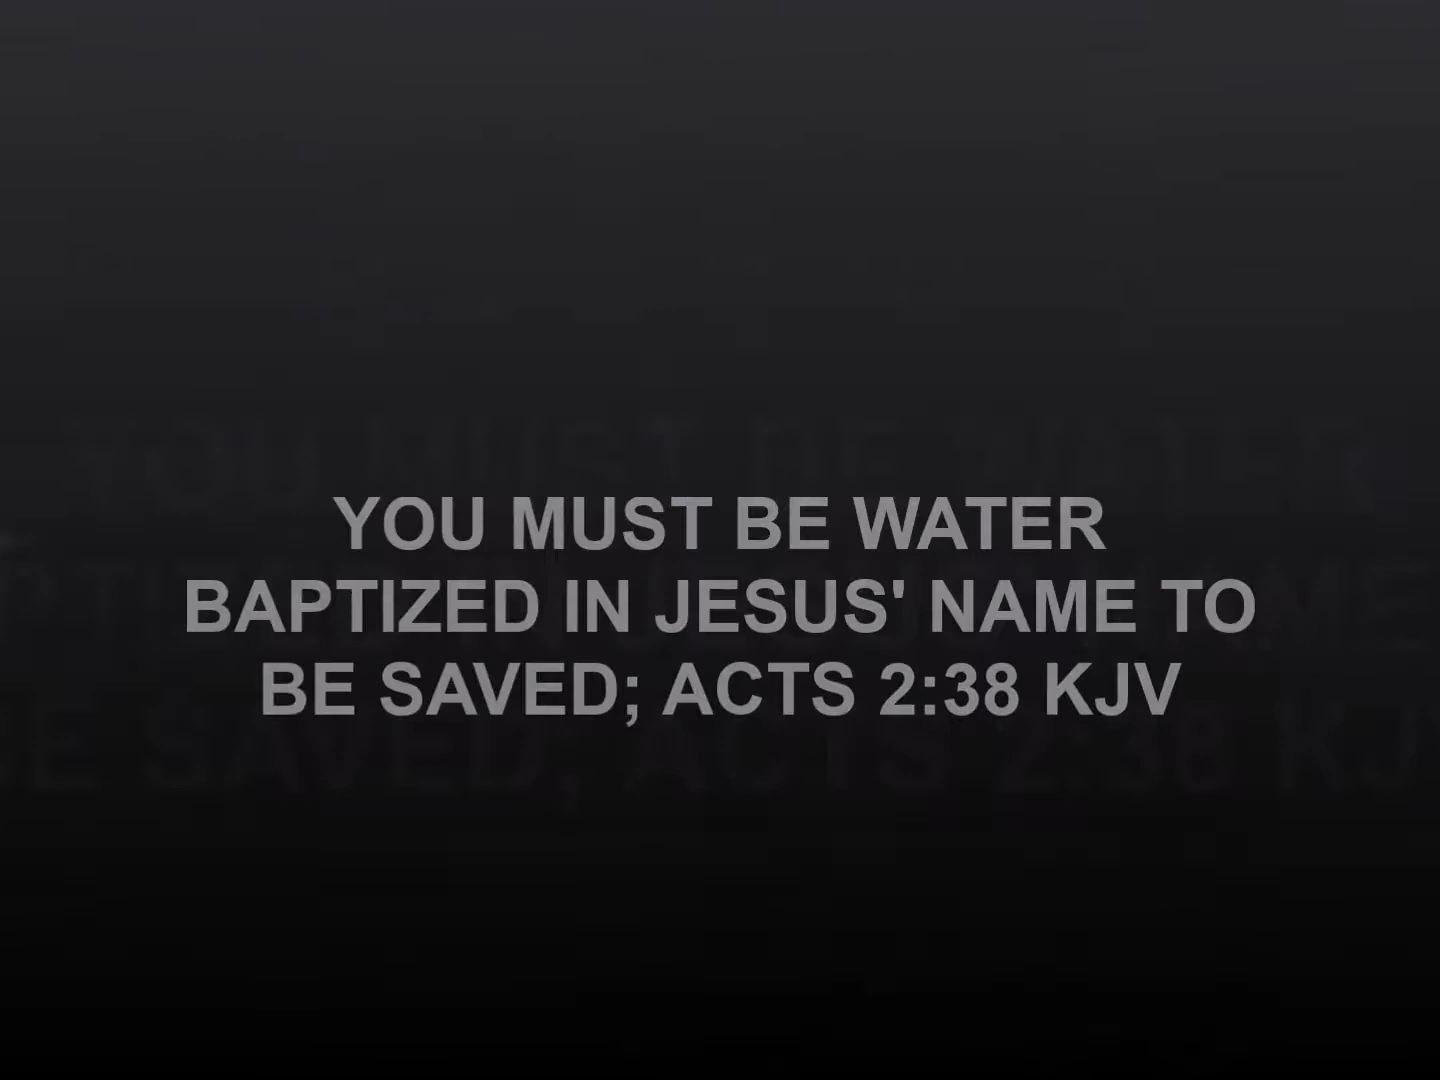 YOU MUST BE WATER
BAPTIZED IN JESUS' NAME TO
BE SAVED; ACTS 2:38 KJV